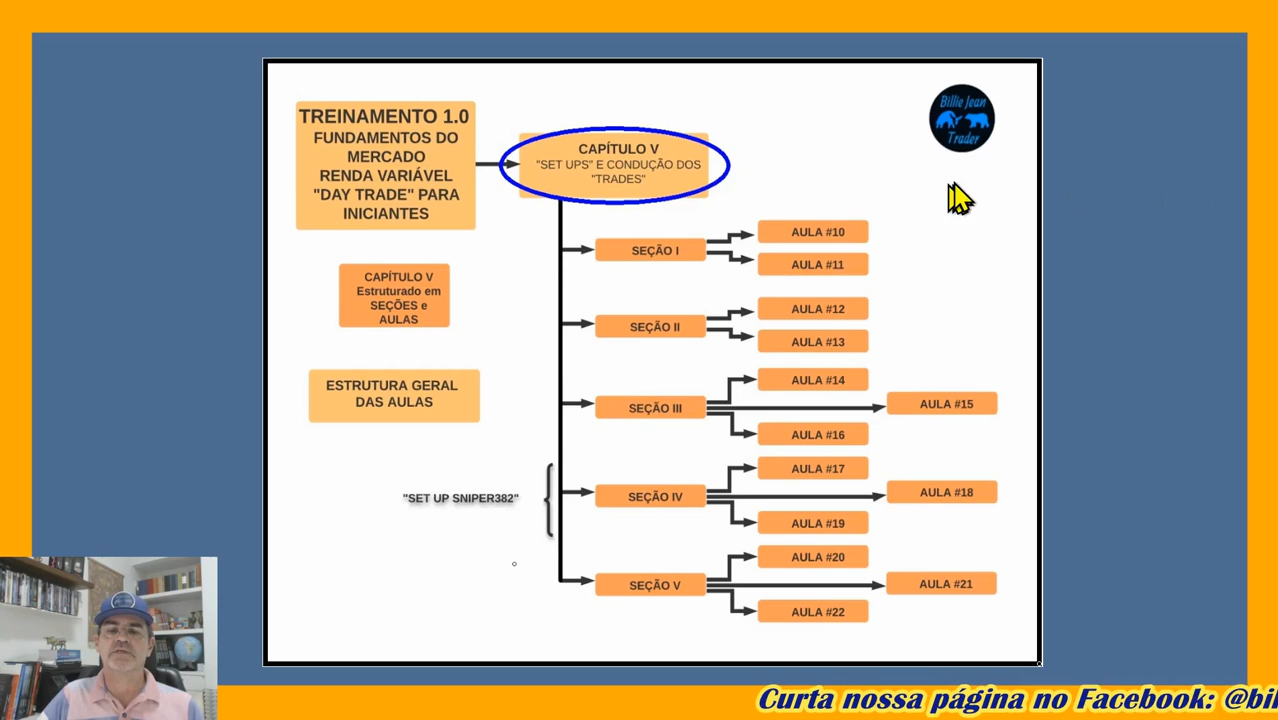 TREINAMENTO 1.0
FUNDAMENTOS DO
MERCADO
RENDA VARIÁVEL
"DAY TRADE" PARA
INICIANTES
CAPÍTULO V
"SET UPS" E CONDUÇÃO DOS
"TRADES"
Billie Jean
Trader
CAPÍTULO V
Estruturado em
SEÇÕES e
AULAS
ESTRUTURA GERAL
DAS AULAS
"SET UP SNIPER382"
SEÇÃO I
AULA #10
AULA #11
SEÇÃO II
AULA #12
AULA #13
SEÇÃO III
AULA #14
AULA #15
AULA #16
SEÇÃO IV
AULA #17
AULA #18
AULA #19
SEÇÃO V
AULA #20
AULA #21
AULA #22
Curta nossa página no Facebook: @bil